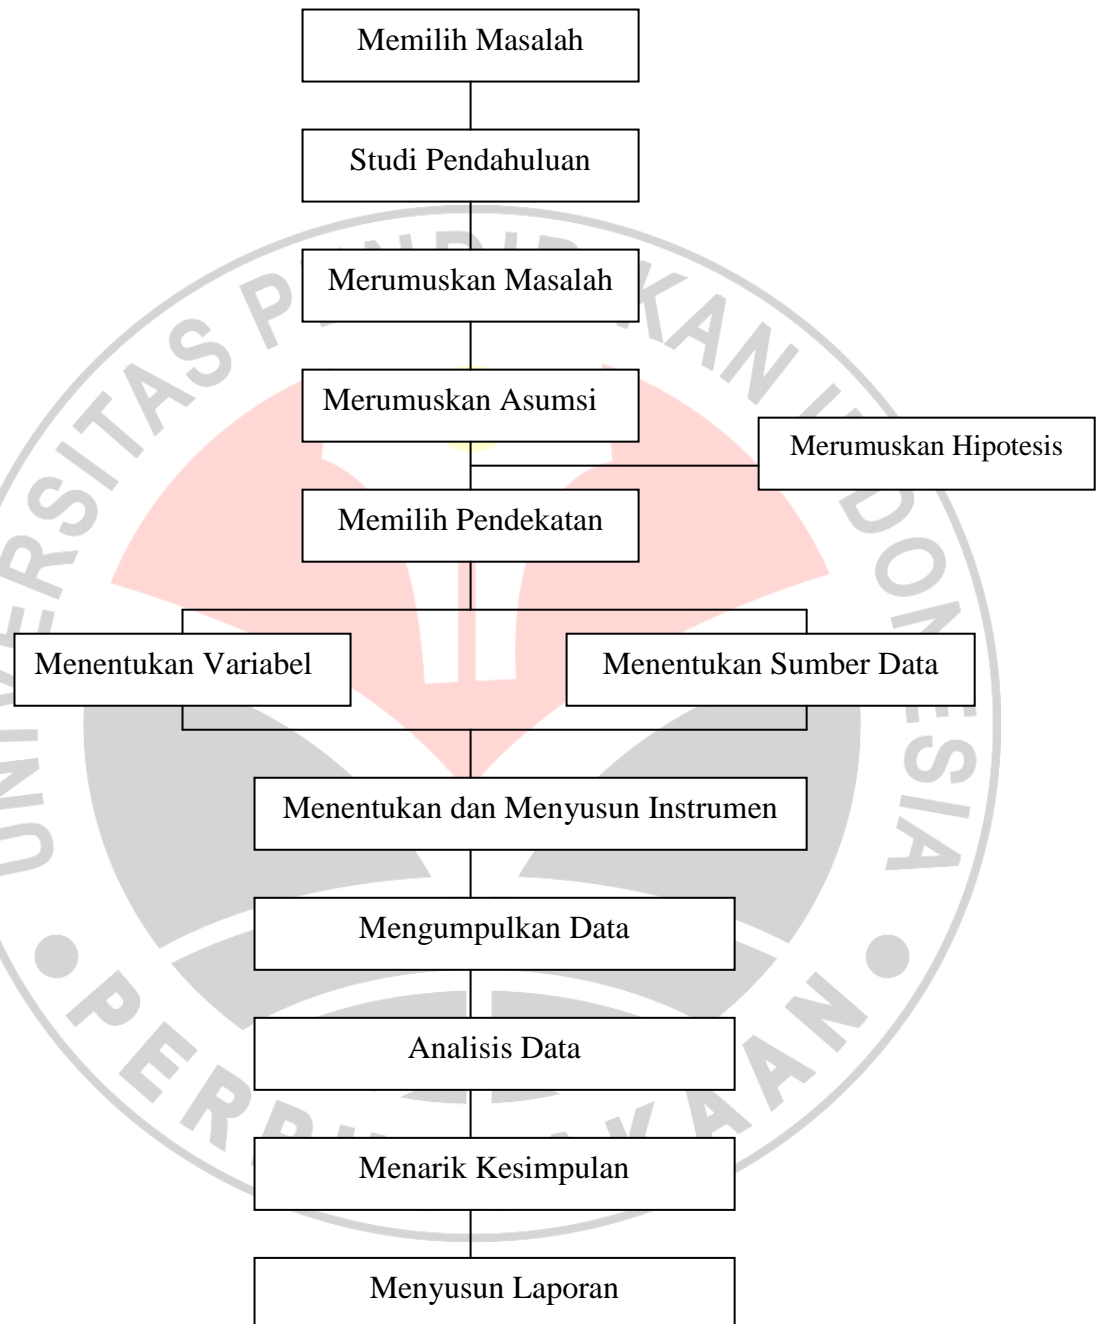 Memilih Masalah
Studi Pendahuluan
Merumuskan Masalah
Merumuskan Asumsi
Merumuskan Hipotesis
Memilih Pendekatan
Menentukan Variabel
Menentukan Sumber Data
Menentukan dan Menyusun Instrumen
Mengumpulkan Data
Analisis Data
Menarik Kesimpulan
Menyusun Laporan
UNIVERSITAS